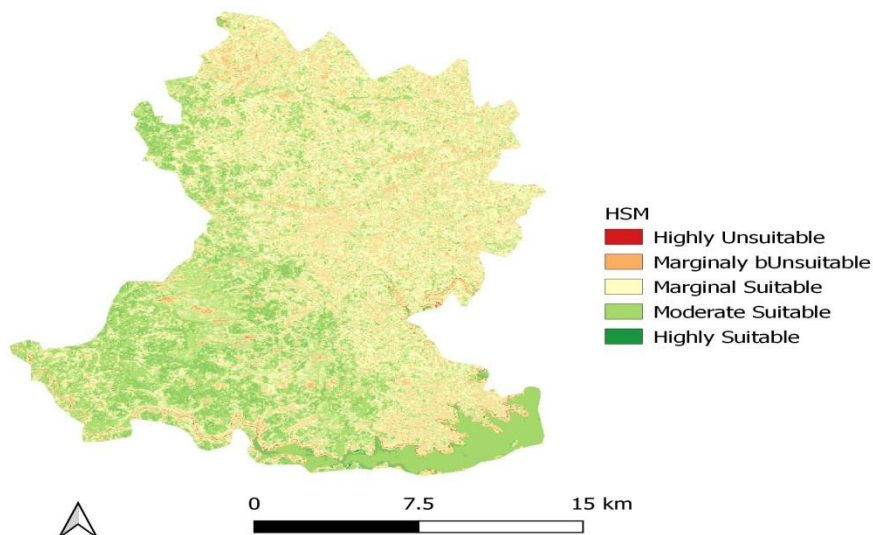 HSM
Highly Unsuitable
Marginaly bUnsuitable
Marginal Suitable
Moderate Suitable
Highly Suitable
0 7.5 15 km